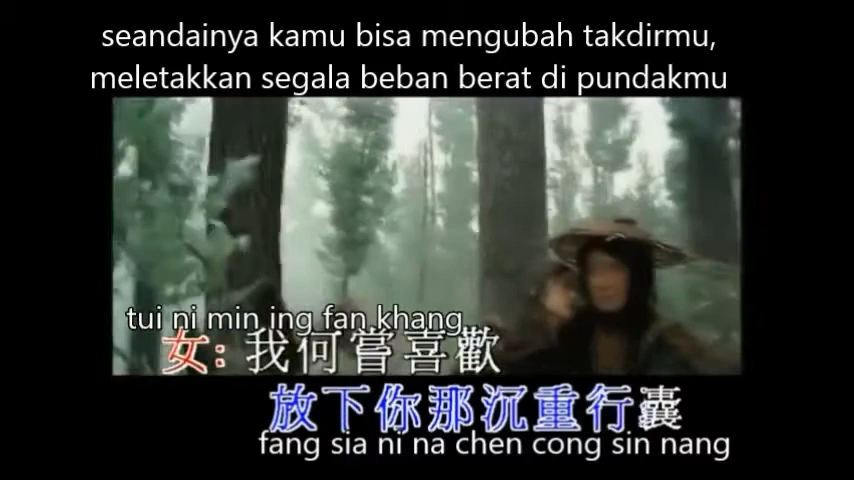 seandainya kamu bisa mengubah takdirmu,
meletakkan segala beban berat di pundakmu
tui ni min ing fan khang
女: 我何嘗喜歡
放下你那沉重行囊
fang sia ni na chen cong sin nang